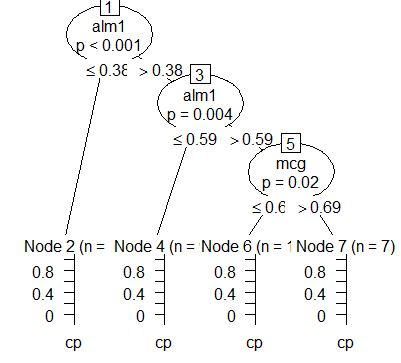 1
alm1
p < 0.001
≤ 0.38 > 0.38
3
alm1
p = 0.004
≤ 0.59 > 0.59
5
mcg
p = 0.02
≤ 0.6 > 0.69
Node 2 (n = Node 4 (n = Node 6 (n = 1 Node 7 (n = 7)
0.8 0.8 0.8 0.8
0.4 0.4 0.4 0.4
0 0 0 0
cp cp cp cp